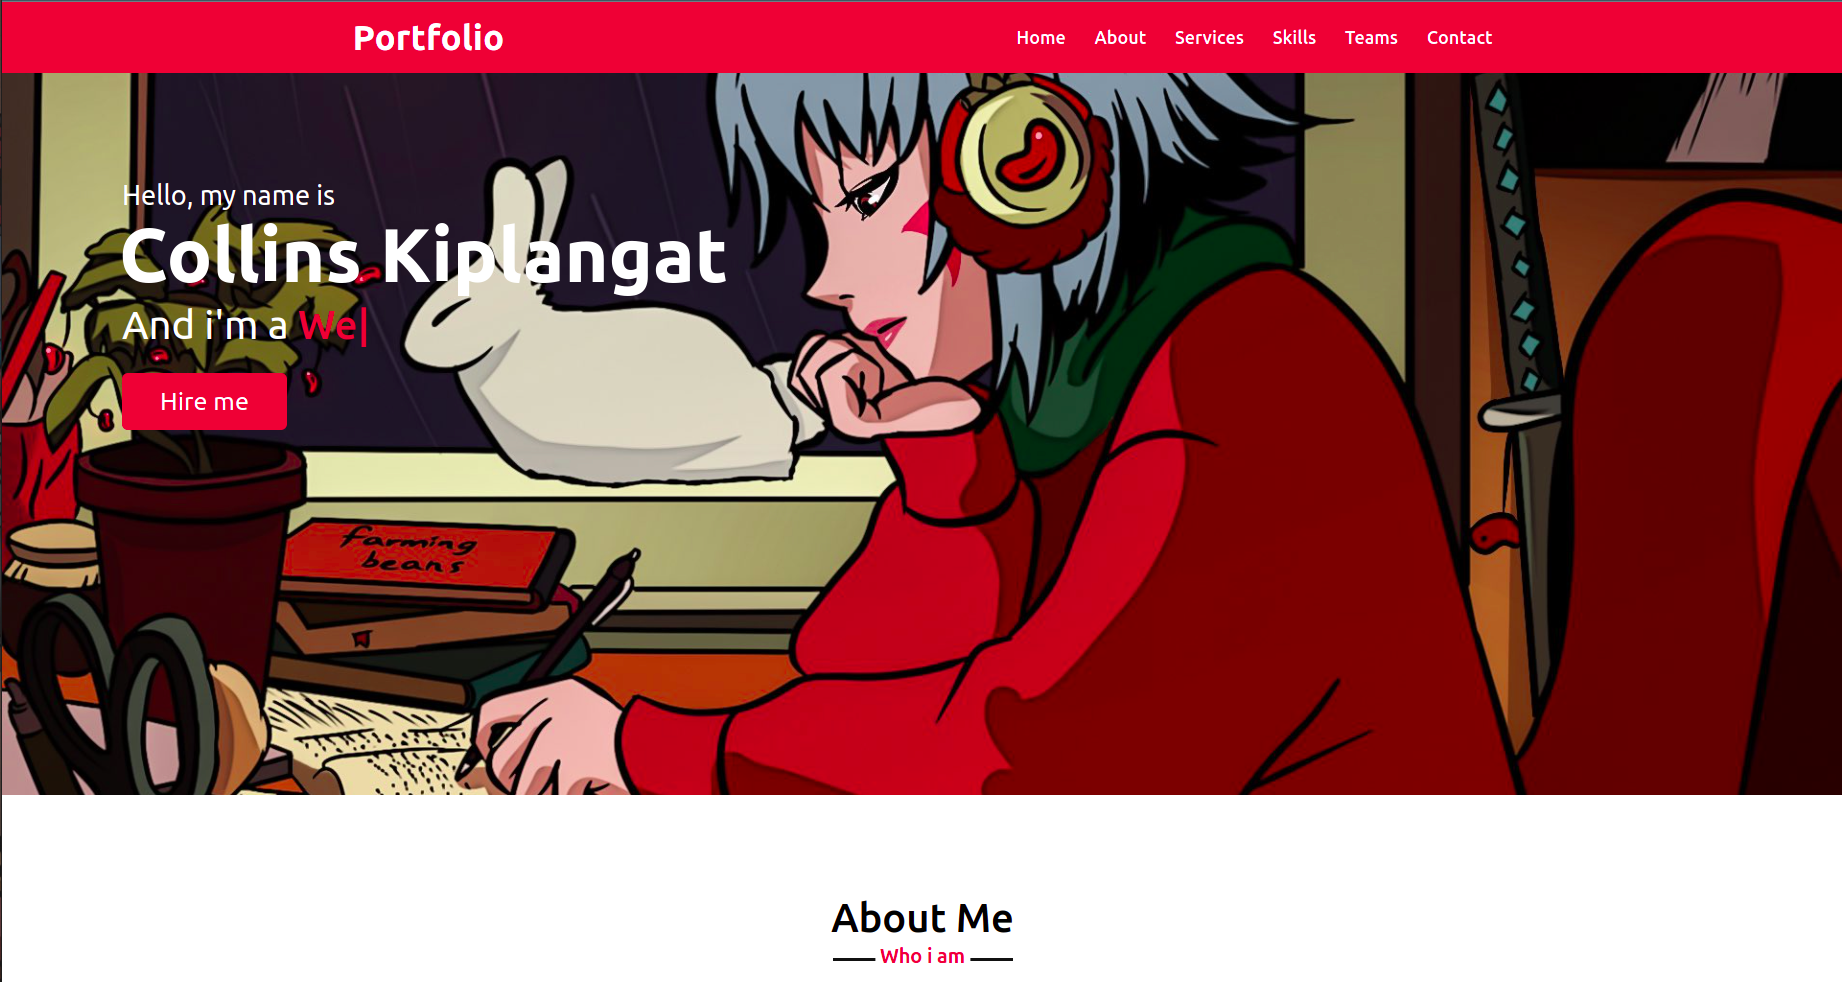 Portfolio
Home About Services Skills Teams Contact
Hello, my name is
Collins Kiplangat
And i'm a We|
Hire me
farming
beans
About Me
Who i am